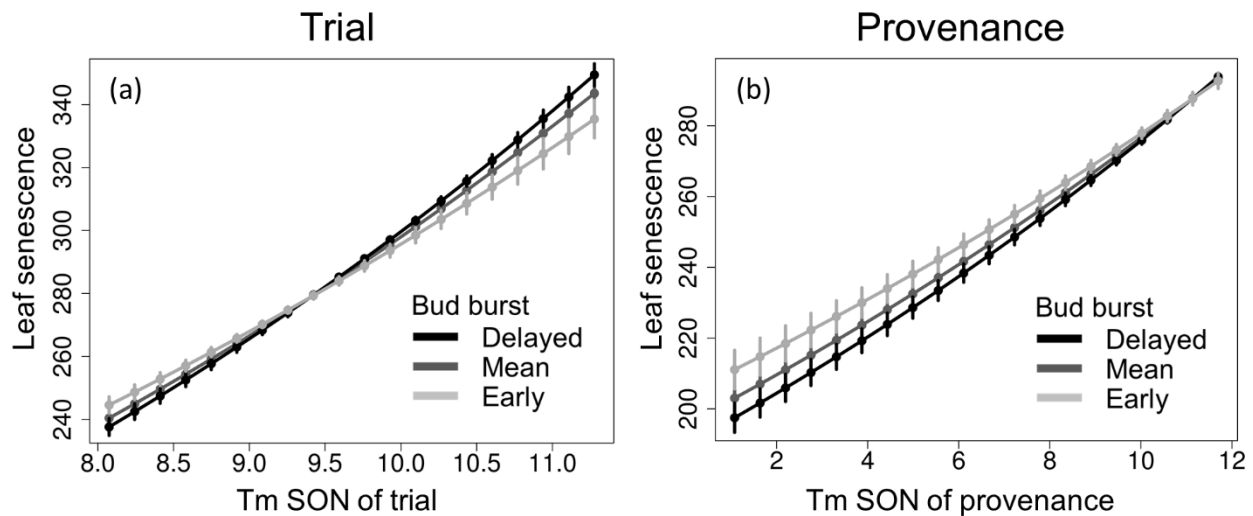 Trial
Provenance
(a)
Leaf senescence
240
260
280
300
320
340
Bud burst
Delayed
Mean
Early
8.0 8.5 9.0 9.5 10.0 10.5 11.0
Tm SON of trial
(b)
Leaf senescence
200
220
240
260
280
Bud burst
Delayed
Mean
Early
2 4 6 8 10 12
Tm SON of provenance